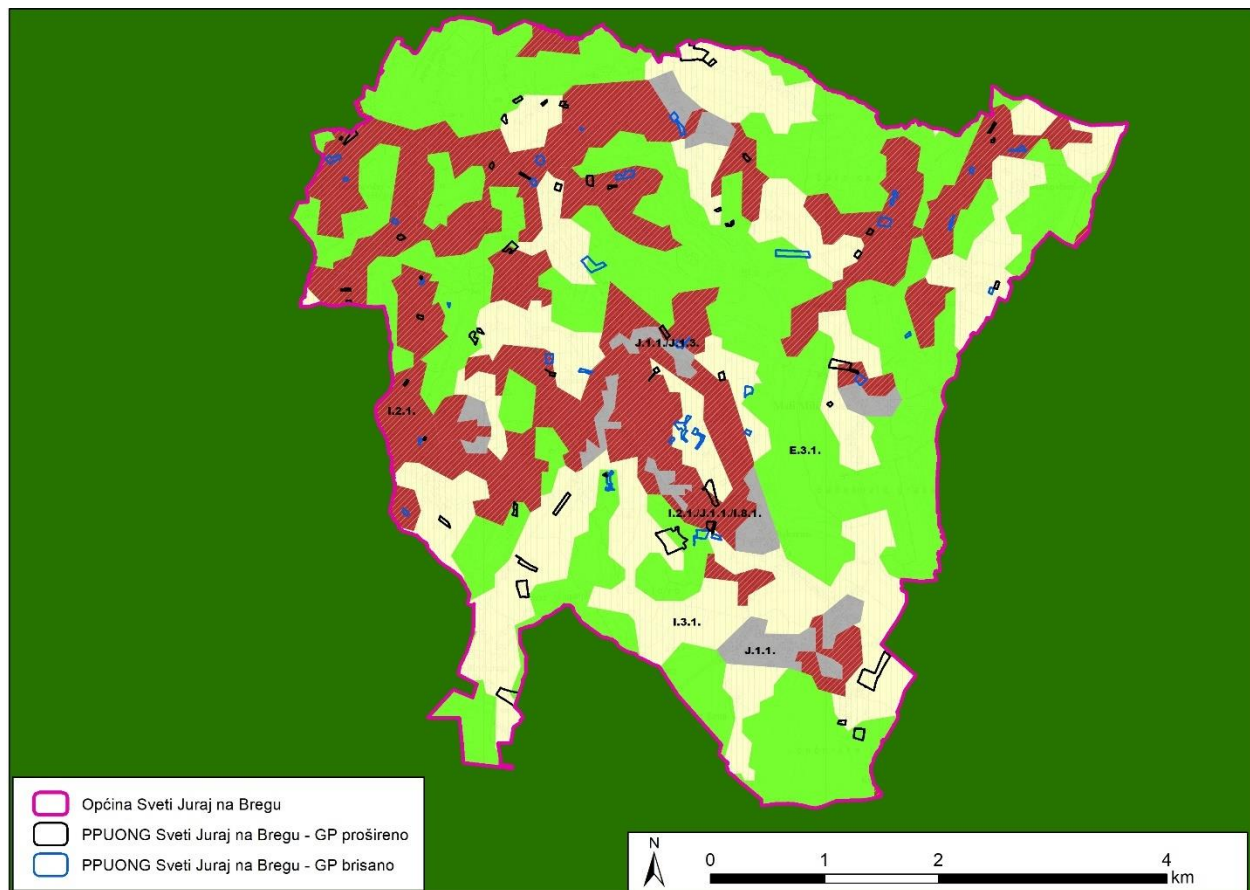 J.1.1./J.1.3.
I.2.1.
E.3.1.
I.2.1./J.1.1./I.8.1.
I.3.1.
J.1.1.
Općina Sveti Juraj na Bregu
PPUONG Sveti Juraj na Bregu - GP prošireno
PPUONG Sveti Juraj na Bregu - GP brisano
N
0 1 2 4
km